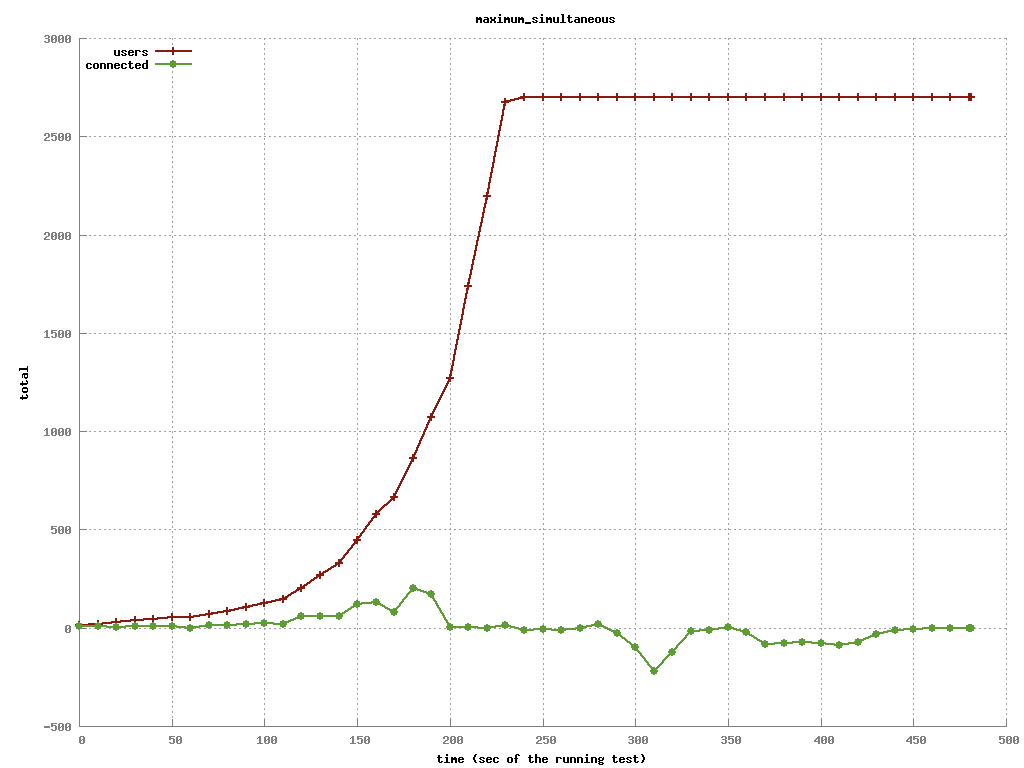 maximum_simultaneous
3000
users
connected
2500
2000
1500
total
1000
500
0
-500
0 50 100 150 200 250 300 350 400 450 500
time (sec of the running test)